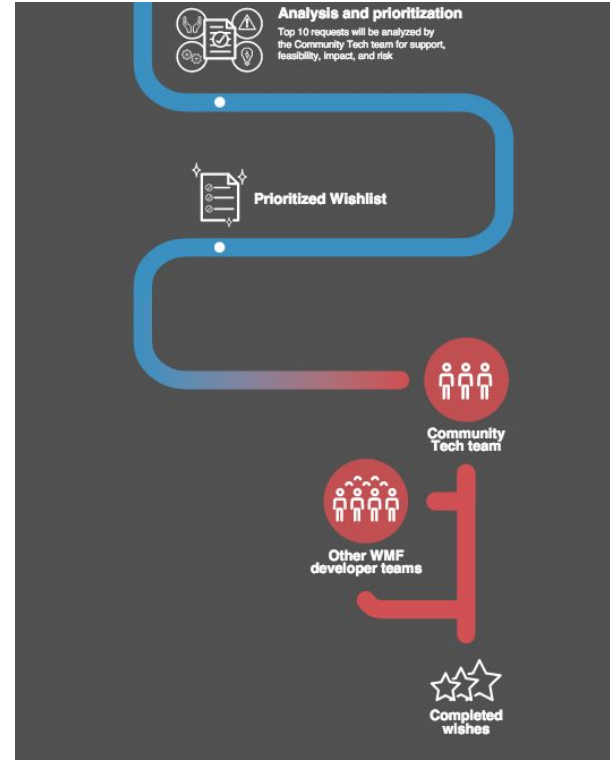 Analysis and prioritization
Top 10 requests will be analyzed by
the Community Tech team for support,
feasibility, impact, and risk
Prioritized Wishlist
Community
Tech team
Other WMF
developer teams
Completed
wishes